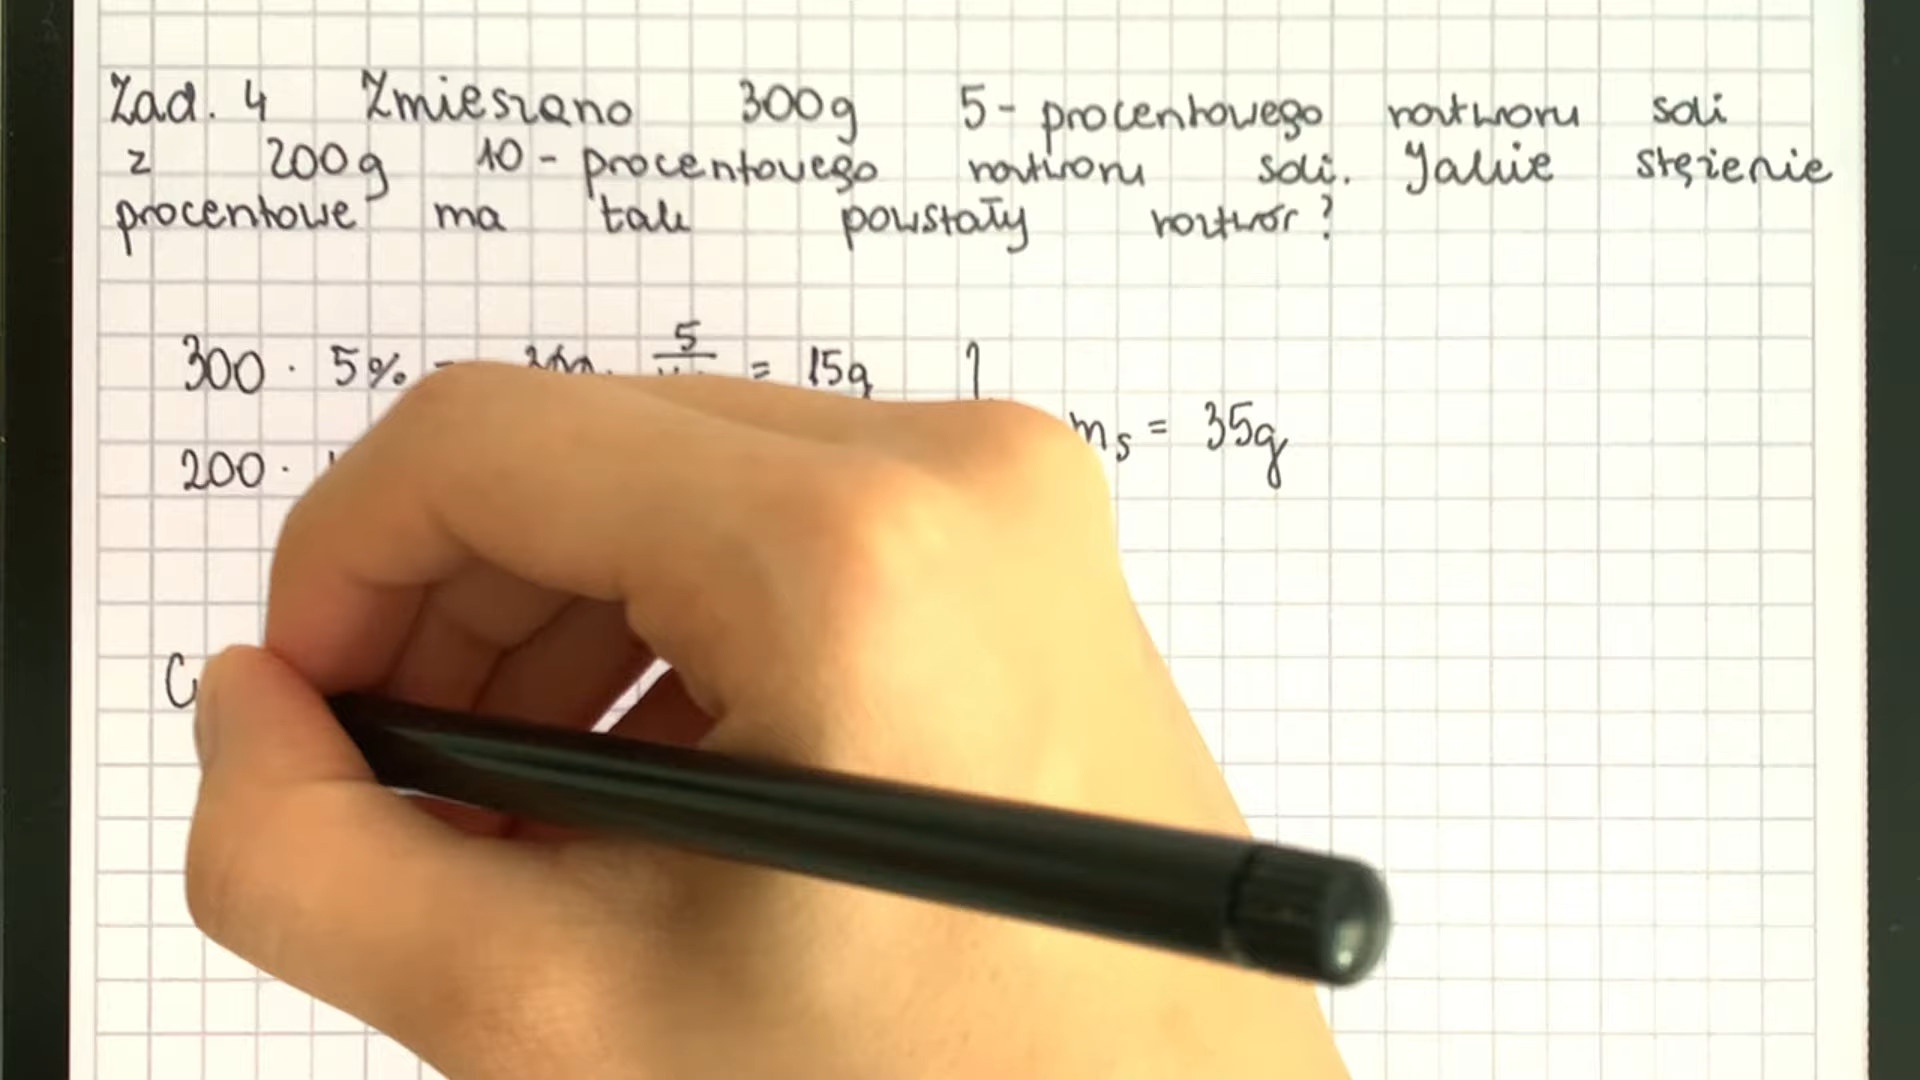 Zad. 4 Zmieszano 300g 5-procentowego roztworu soli
z 200g 10-procentowego roztworu soli. Jakie stężenie
procentowe ma tak powstały roztwór?
300 · 5% = 5 = 15g
ms = 35g
200 ·
C